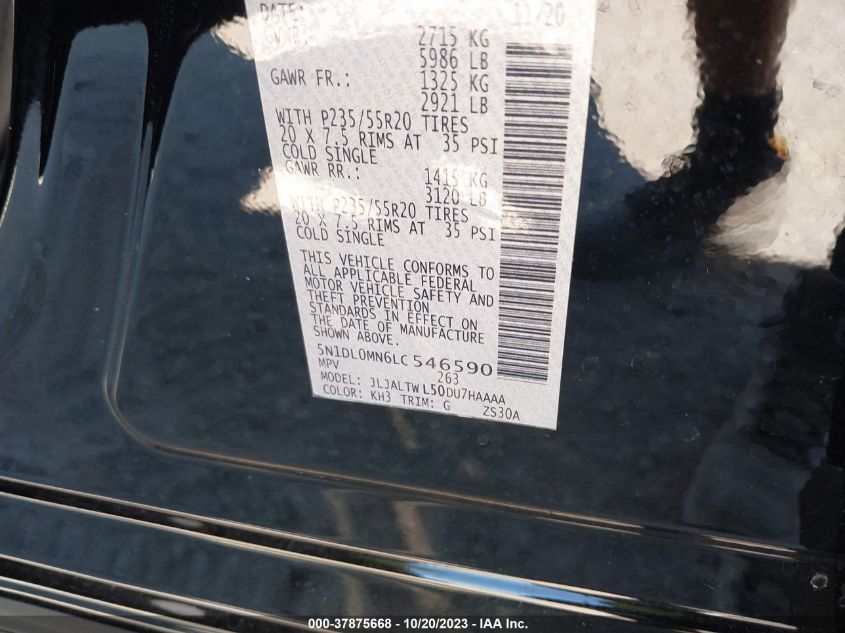 DATE: 11/20
GVWR: 2715 KG
5986 LB
GAWR FR.: 1325 KG
2921 LB
WITH P235/55R20 TIRES
20 X 7.5 RIMS AT 35 PSI
COLD SINGLE
GAWR RR.: 1415 KG
3120 LB
WITH P235/55R20 TIRES
20 X 7.5 RIMS AT 35 PSI
COLD SINGLE
THIS VEHICLE CONFORMS TO
ALL APPLICABLE FEDERAL
MOTOR VEHICLE SAFETY AND
THEFT PREVENTION
STANDARDS IN EFFECT ON
THE DATE OF MANUFACTURE
SHOWN ABOVE.
5N1DL0MN6LC546590
MPV 263
MODEL: JLJALTWL50DU7HAAAA
COLOR: KH3 TRIM: G ZS30A
000-37875668 - 10/20/2023 - IAA Inc.